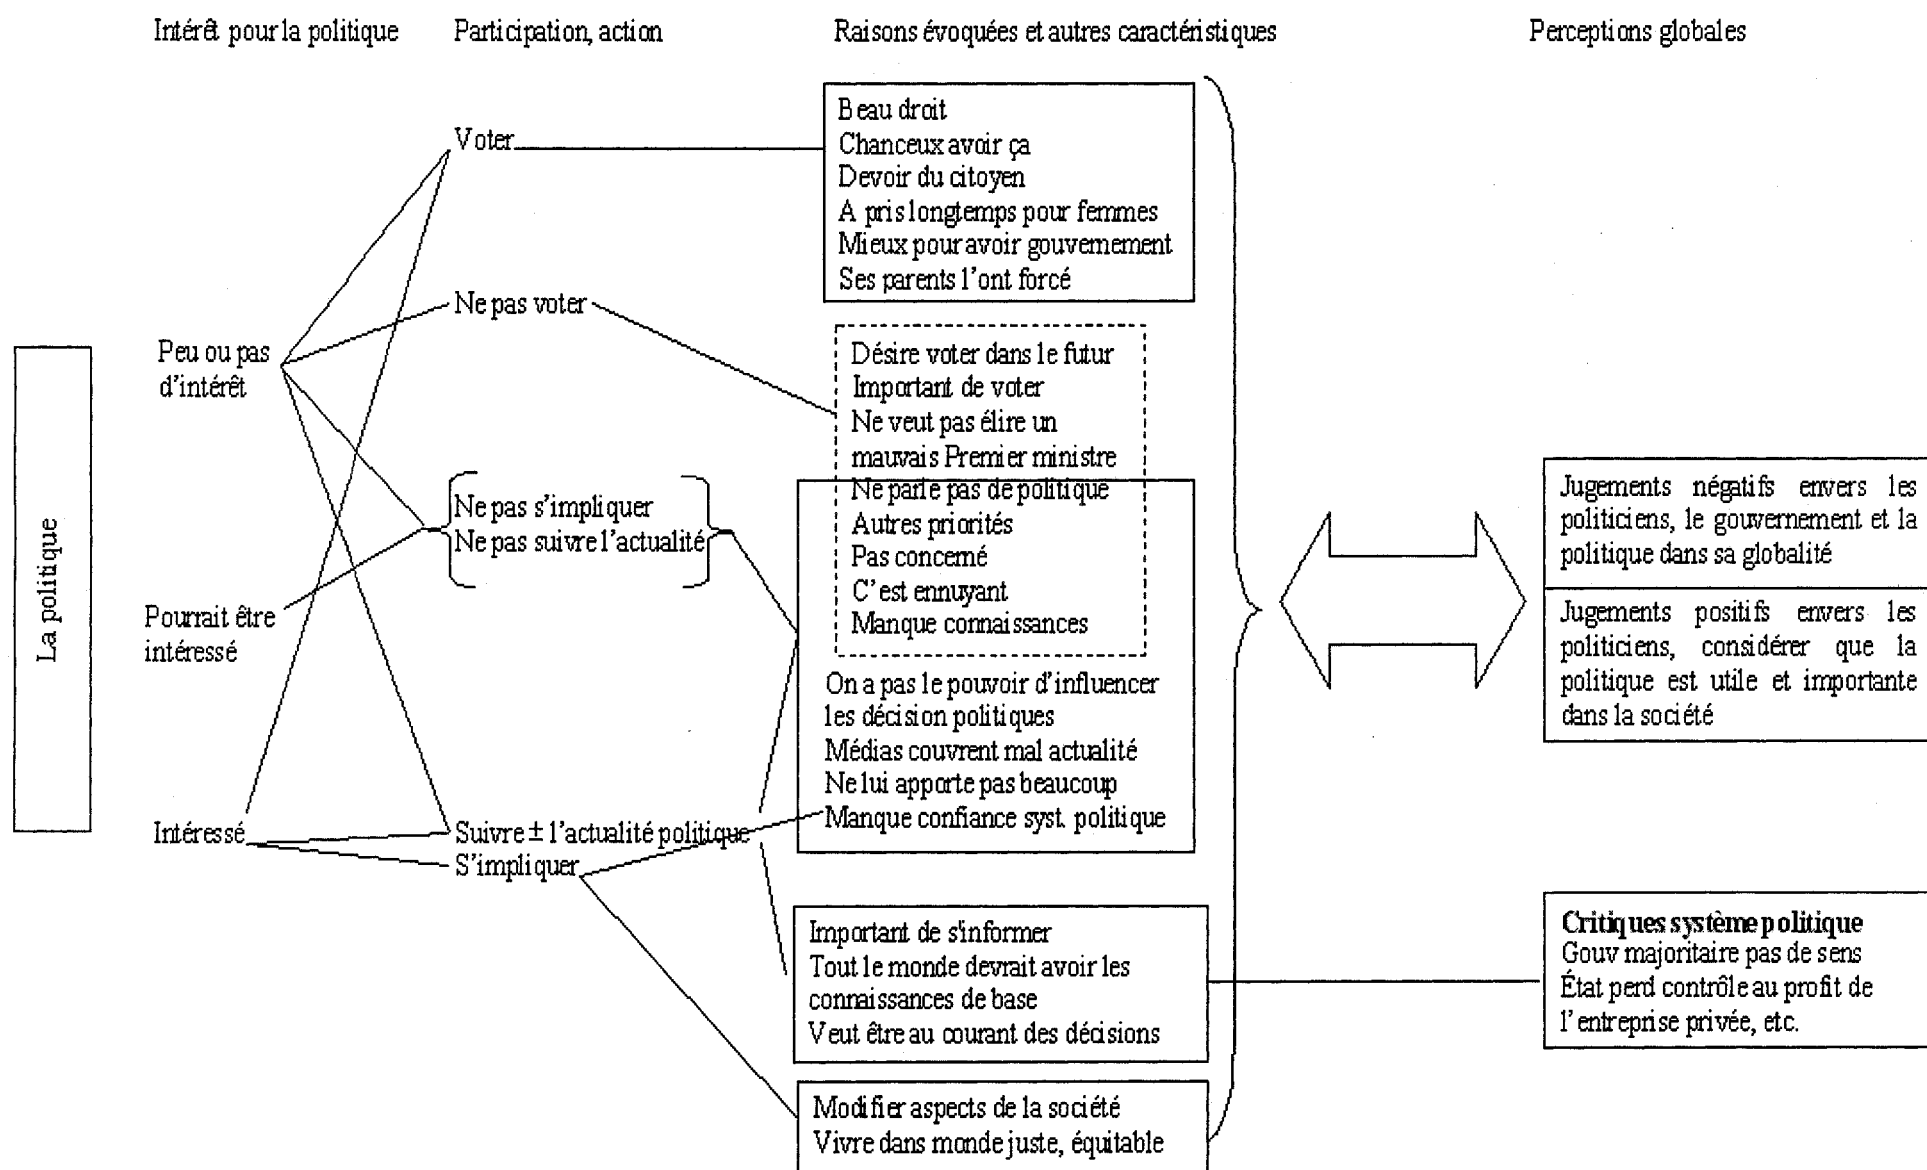 Intérêt pour la politique
Participation, action
Raisons évoquées et autres caractéristiques
Perceptions globales
La politique
Peu ou pas
d'intérêt
Pourrait être
intéressé
Intéressé
Voter
Ne pas voter
Ne pas s'impliquer
Ne pas suivre l'actualité
Suivre ± l'actualité politique
S'impliquer
Beau droit
Chanceux avoir ça
Devoir du citoyen
A pris longtemps pour femmes
Mieux pour avoir gouvernement
Ses parents l'ont forcé
Désire voter dans le futur
Important de voter
Ne veut pas élire un
mauvais Premier ministre
Ne parle pas de politique
Autres priorités
Pas concerné
C'est ennuyant
Manque connaissances
On a pas le pouvoir d'influencer
les décision politiques
Médias couvrent mal actualité
Ne lui apporte pas beaucoup
Manque confiance syst. politique
Important de s'informer
Tout le monde devrait avoir les
connaissances de base
Veut être au courant des décisions
Modifier aspects de la société
Vivre dans monde juste, équitable
Jugements négatifs envers les
politiciens, le gouvernement et la
politique dans sa globalité
Jugements positifs envers les
politiciens, considérer que la
politique est utile et importante
dans la société
Critiques système politique
Gouv majoritaire pas de sens
État perd contrôle au profit de
l'entreprise privée, etc.